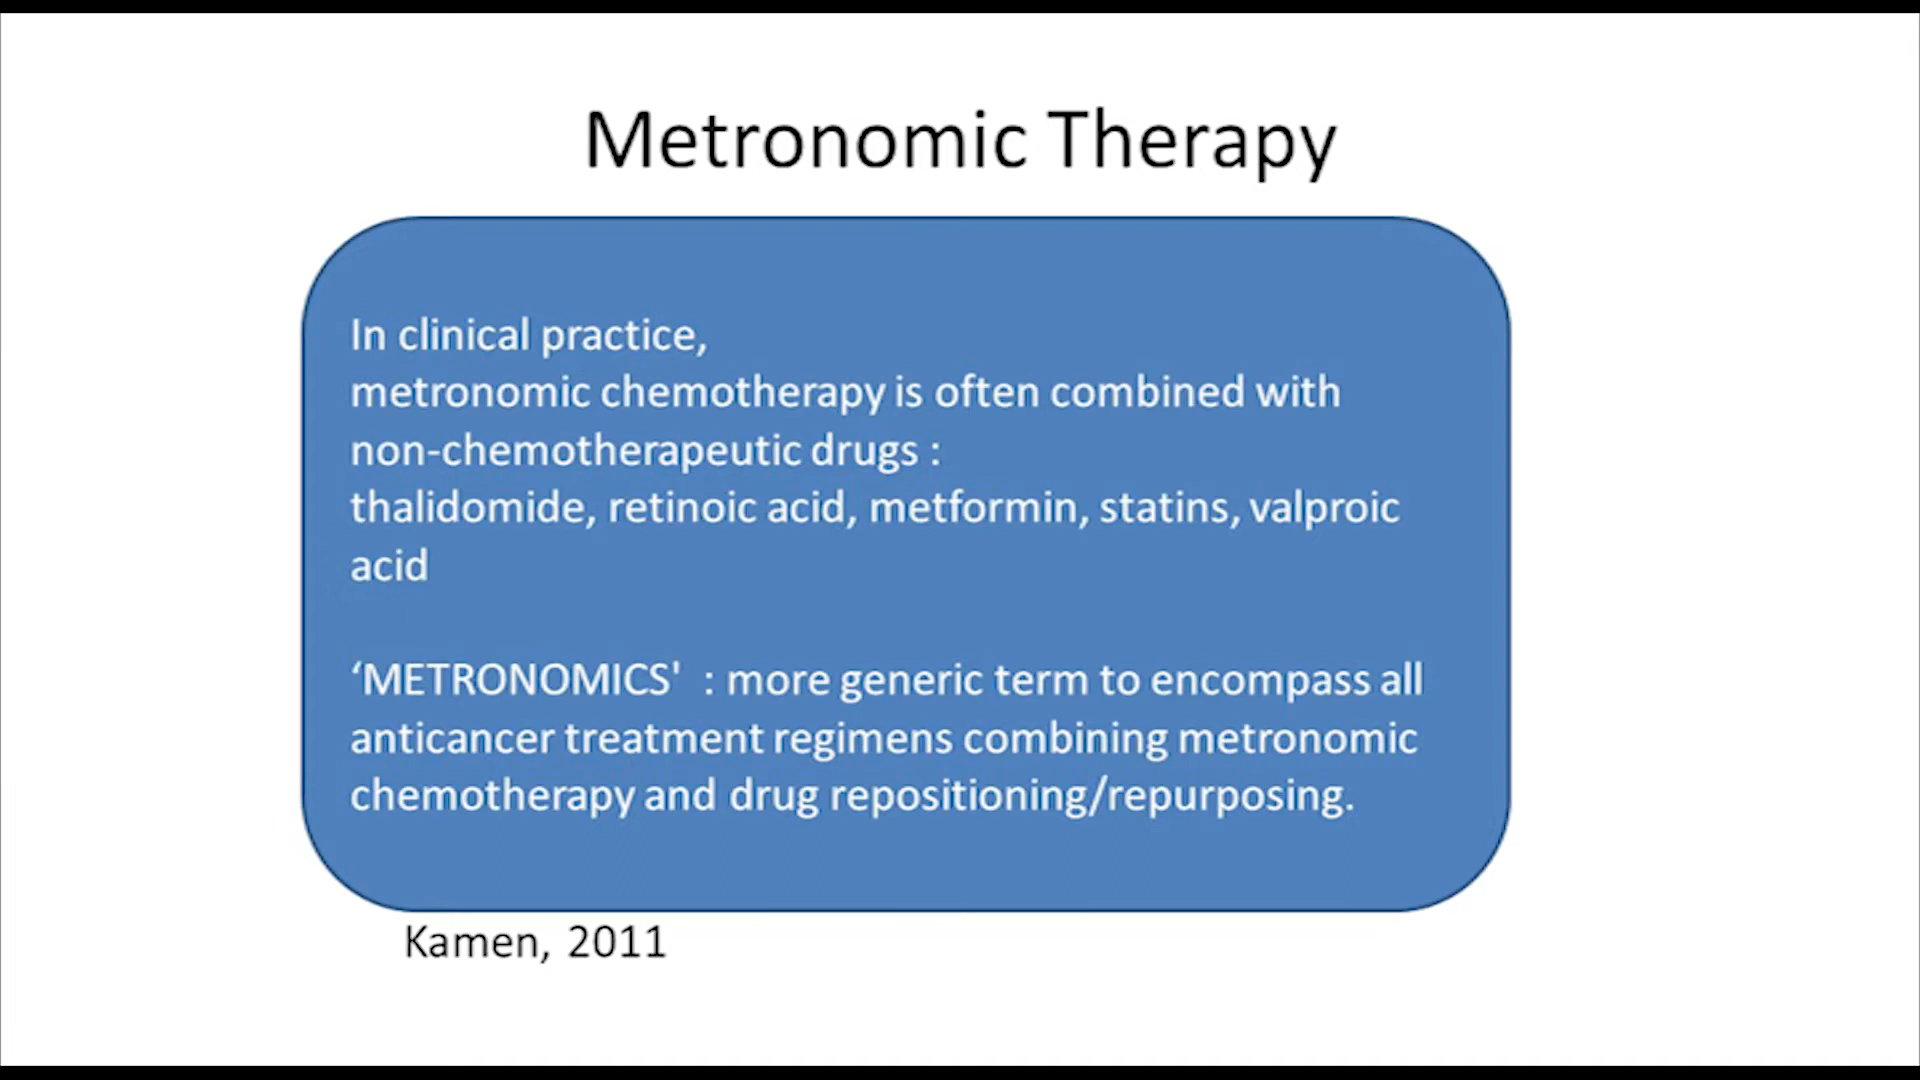 Metronomic Therapy
In clinical practice,
metronomic chemotherapy is often combined with
non-chemotherapeutic drugs :
thalidomide, retinoic acid, metformin, statins, valproic
acid
‘METRONOMICS'  : more generic term to encompass all
anticancer treatment regimens combining metronomic
chemotherapy and drug repositioning/repurposing.
Kamen, 2011